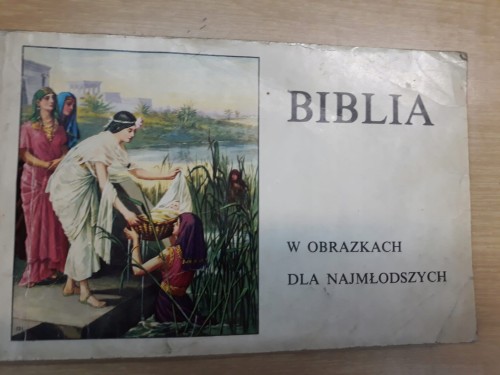 BIBLIA
W OBRAZKACH
DLA NAJMŁODSZYCH